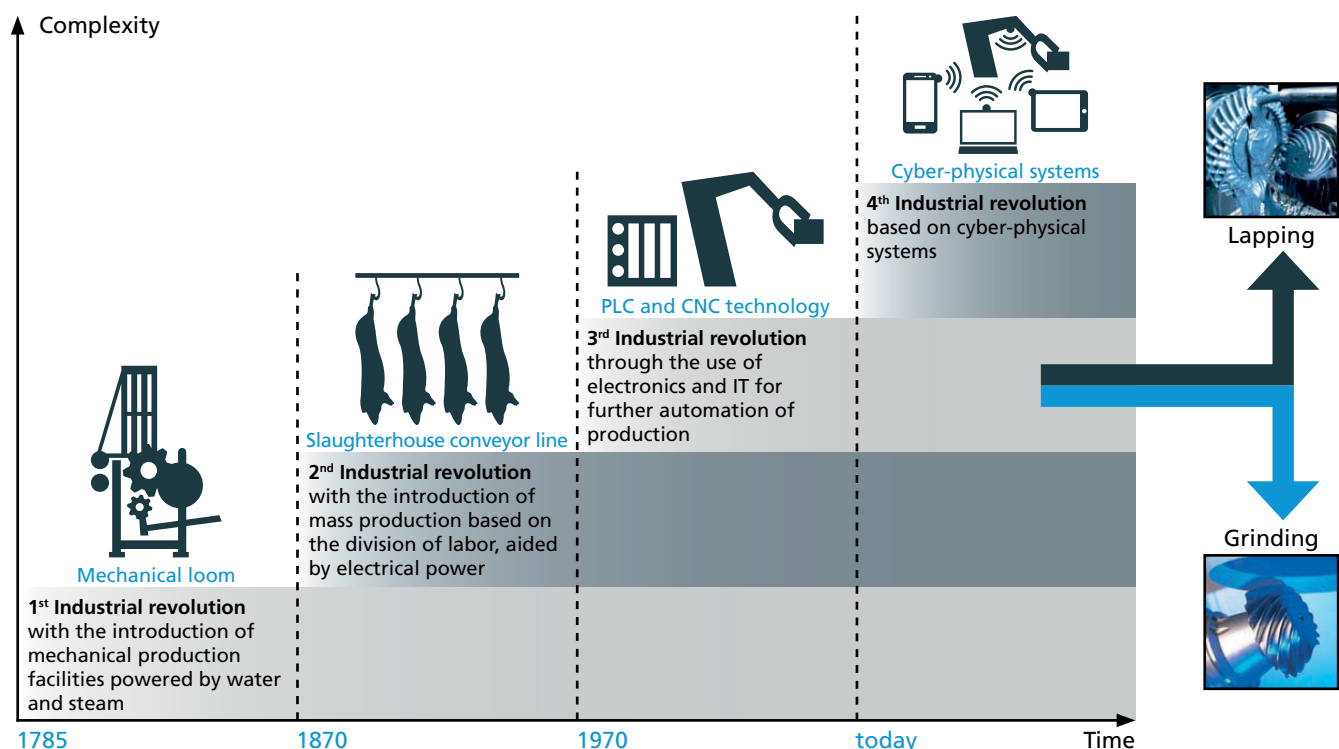 Complexity
Cyber-physical systems
4th Industrial revolution
based on cyber-physical
systems
Lapping
PLC and CNC technology
3rd Industrial revolution
through the use of
electronics and IT for
further automation of
production
Slaughterhouse conveyor line
2nd Industrial revolution
with the introduction of
mass production based on
the division of labor, aided
by electrical power
Grinding
Mechanical loom
1st Industrial revolution
with the introduction of
mechanical production
facilities powered by water
and steam
1785
1870
1970
today
Time